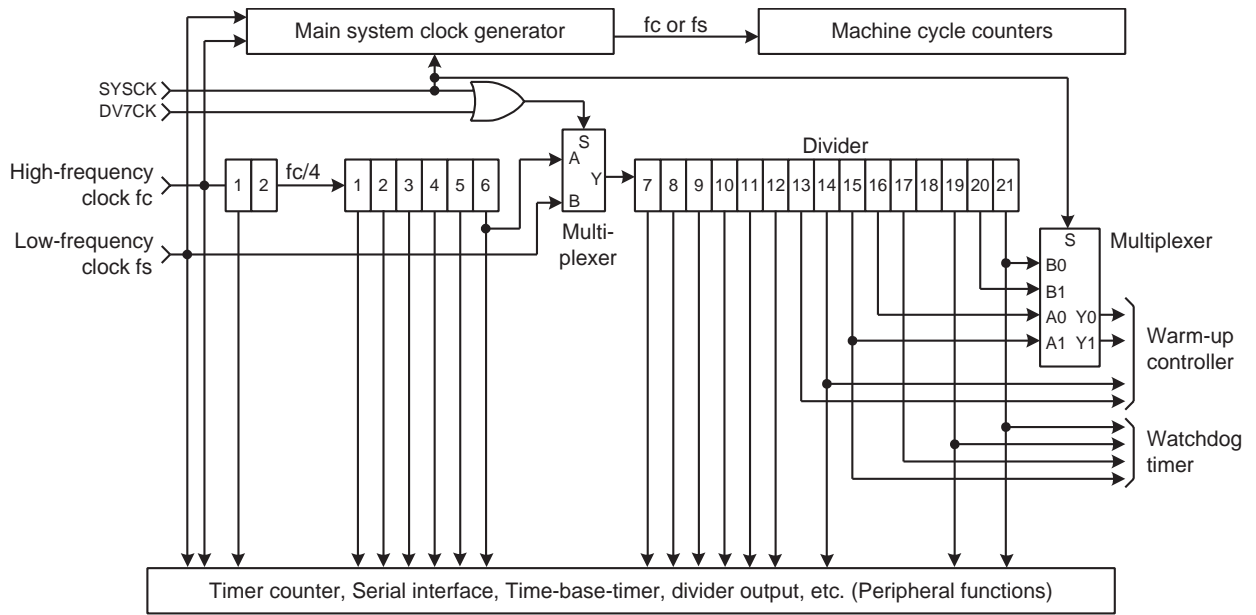 Main system clock generator
fc or fs
Machine cycle counters
SYSCK
DV7CK
High-frequency
clock fc
1 2
fc/4
1 2 3 4 5 6
S
A
Y
B
Multi-
plexer
Divider
7 8 9 10 11 12 13 14 15 16 17 18 19 20 21
Low-frequency
clock fs
S
Multiplexer
B0
B1
A0 Y0
A1 Y1
Warm-up
controller
Watchdog
timer
Timer counter, Serial interface, Time-base-timer, divider output, etc. (Peripheral functions)